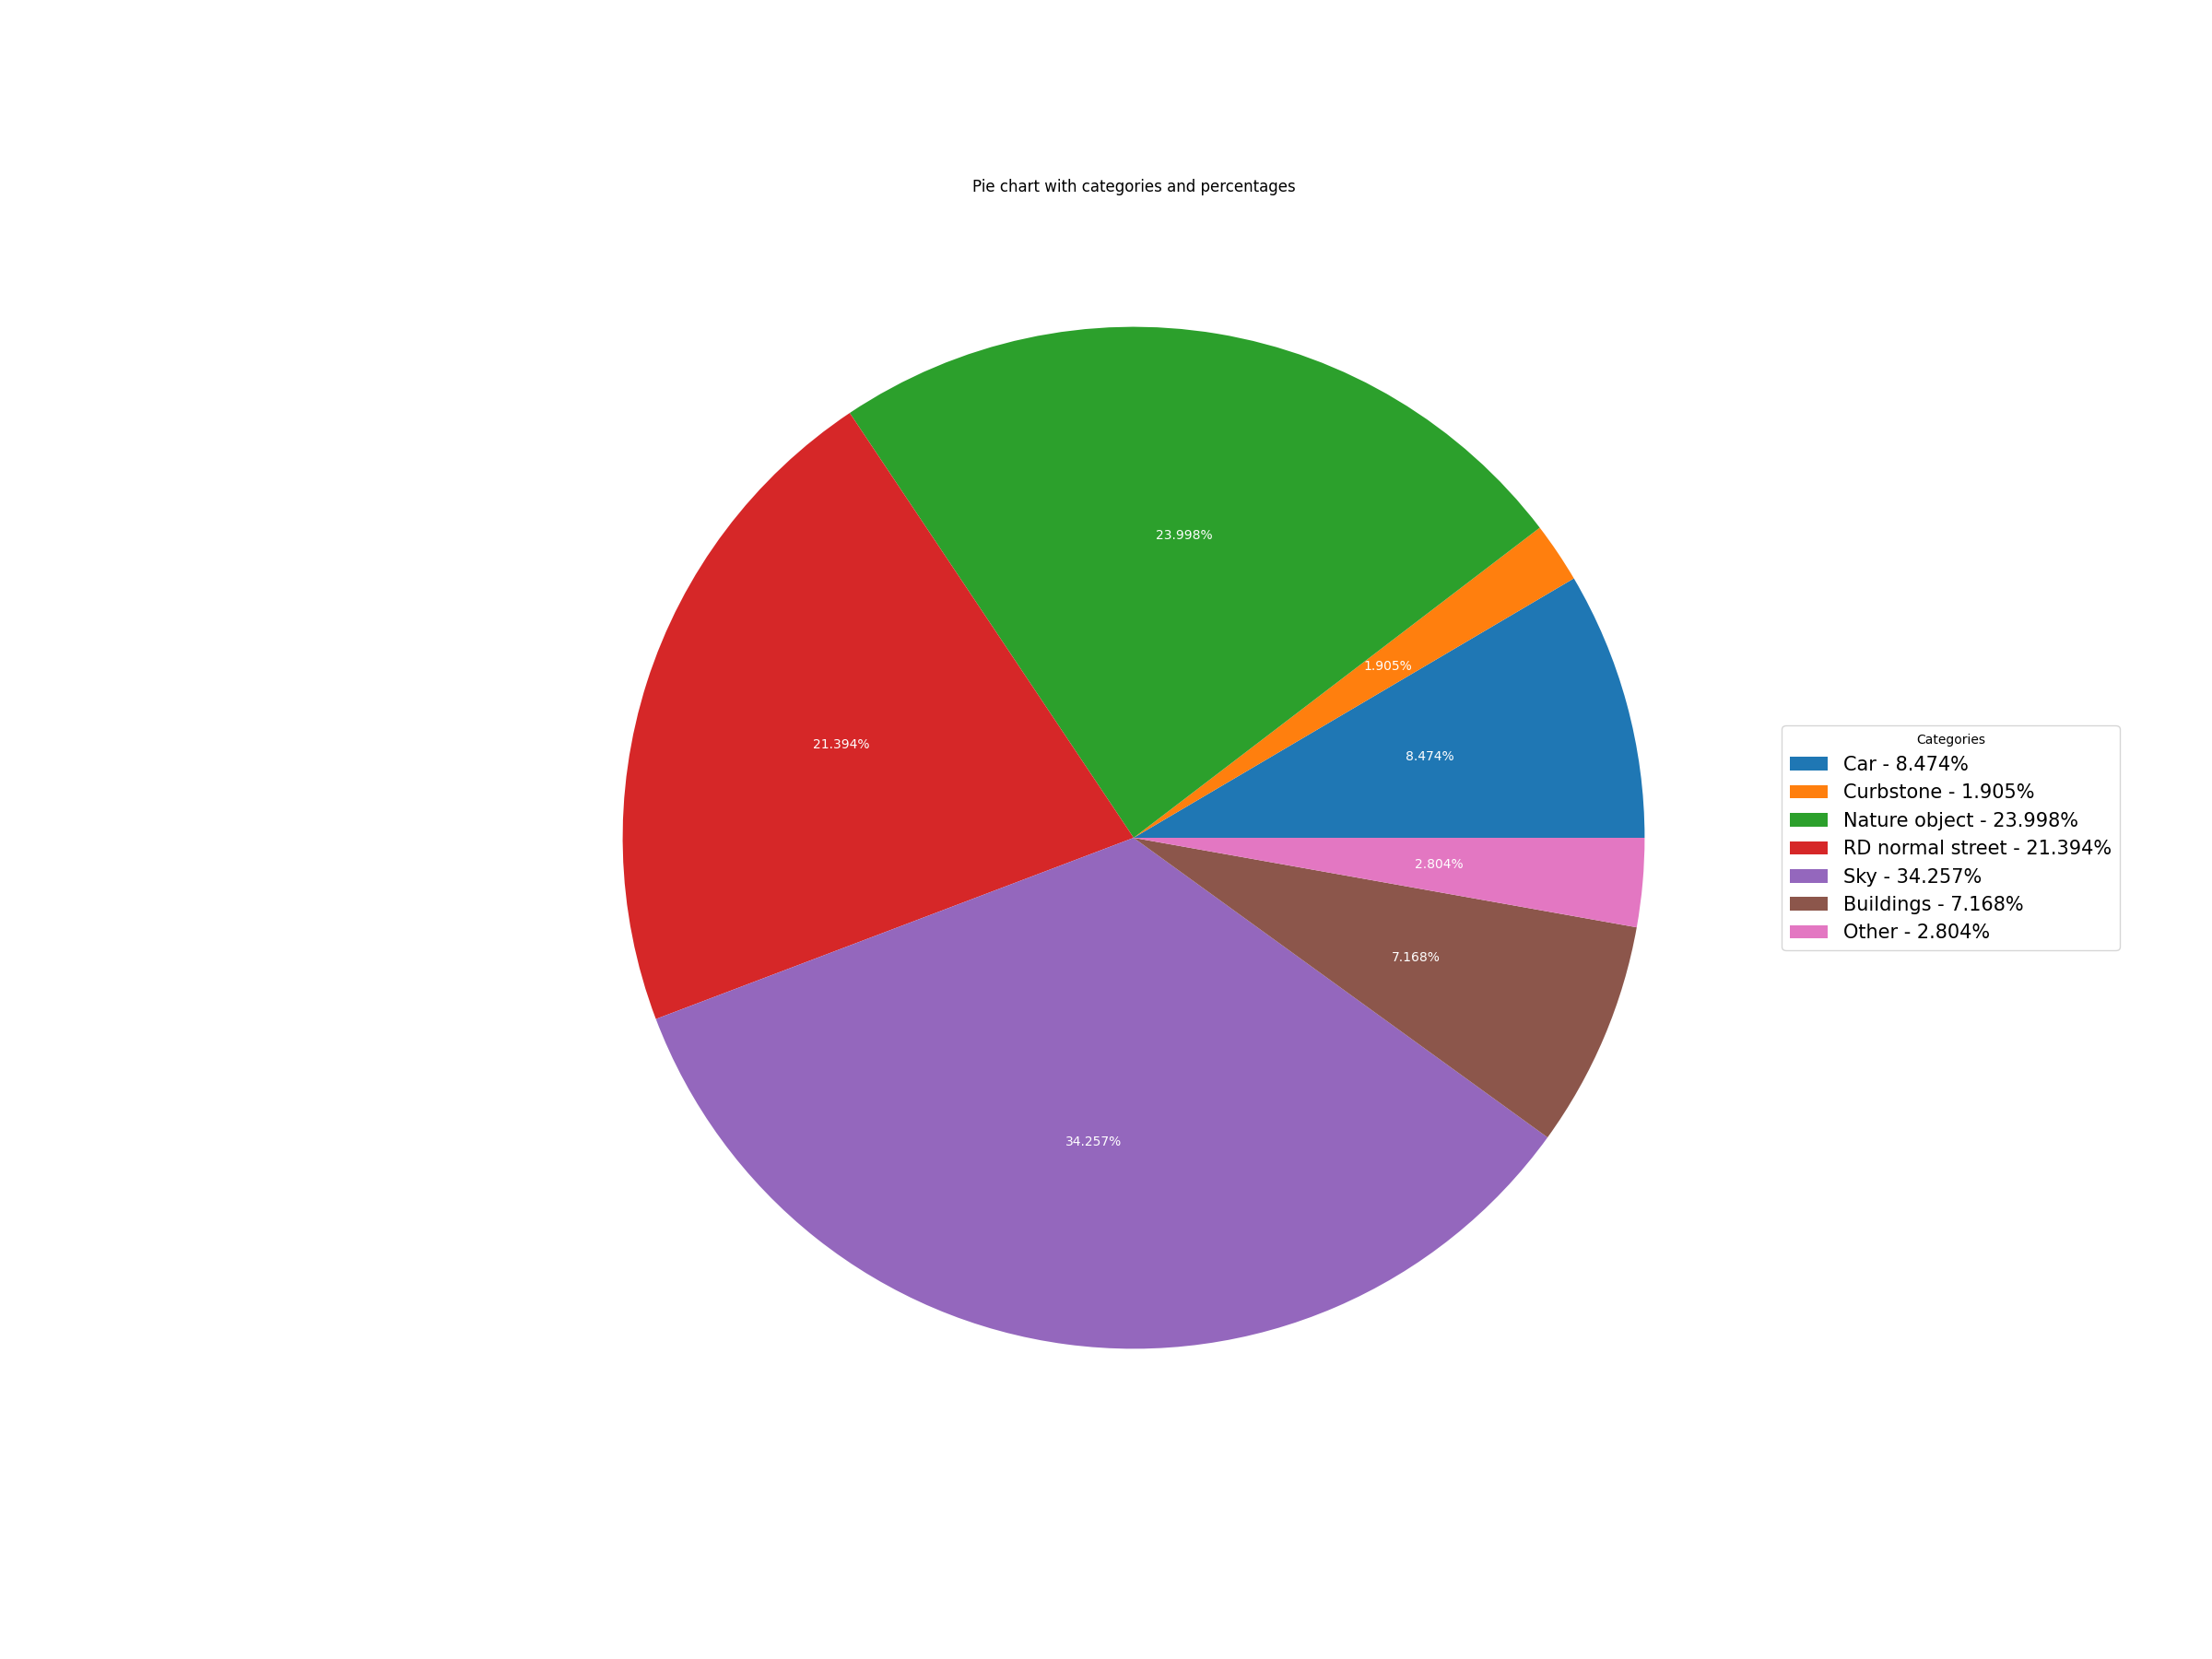 Pie chart with categories and percentages
23.998%
1.905%
21.394%
8.474%
2.804%
7.168%
34.257%
Categories
Car - 8.474%
Curbstone - 1.905%
Nature object - 23.998%
RD normal street - 21.394%
Sky - 34.257%
Buildings - 7.168%
Other - 2.804%